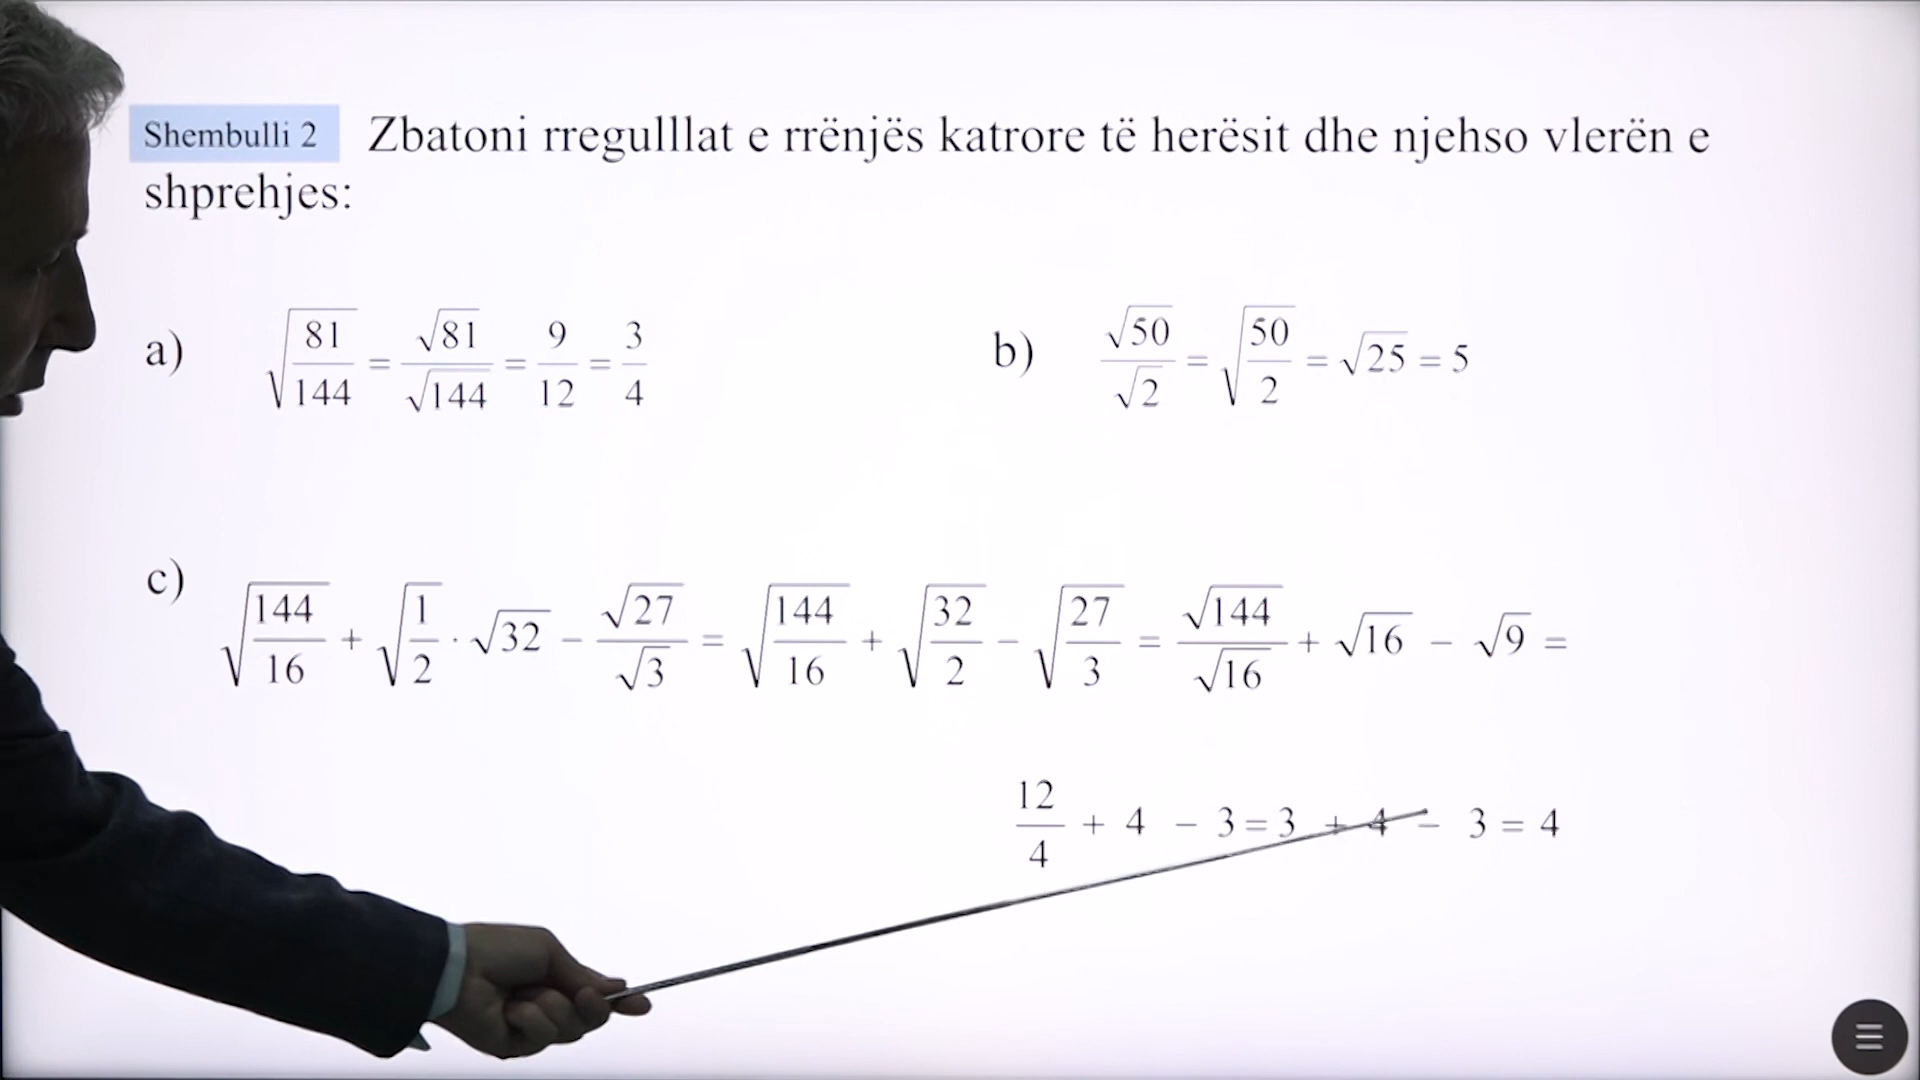 Shembulli 2 Zbatoni rregulllat e rrënjës katrore të herësit dhe njehso vlerën e
shprehjes:
a) √(81/144) = √81/√144 = 9/12 = 3/4
b) √50/√2 = √(50/2) = √25 = 5
c) √(144/16) + √(1/2) · √32 − √27/√3 = √(144/16) + √(32/2) − √(27/3) = √144/√16 + √16 − √9 =
12/4 + 4 − 3 = 3 + 4 − 3 = 4